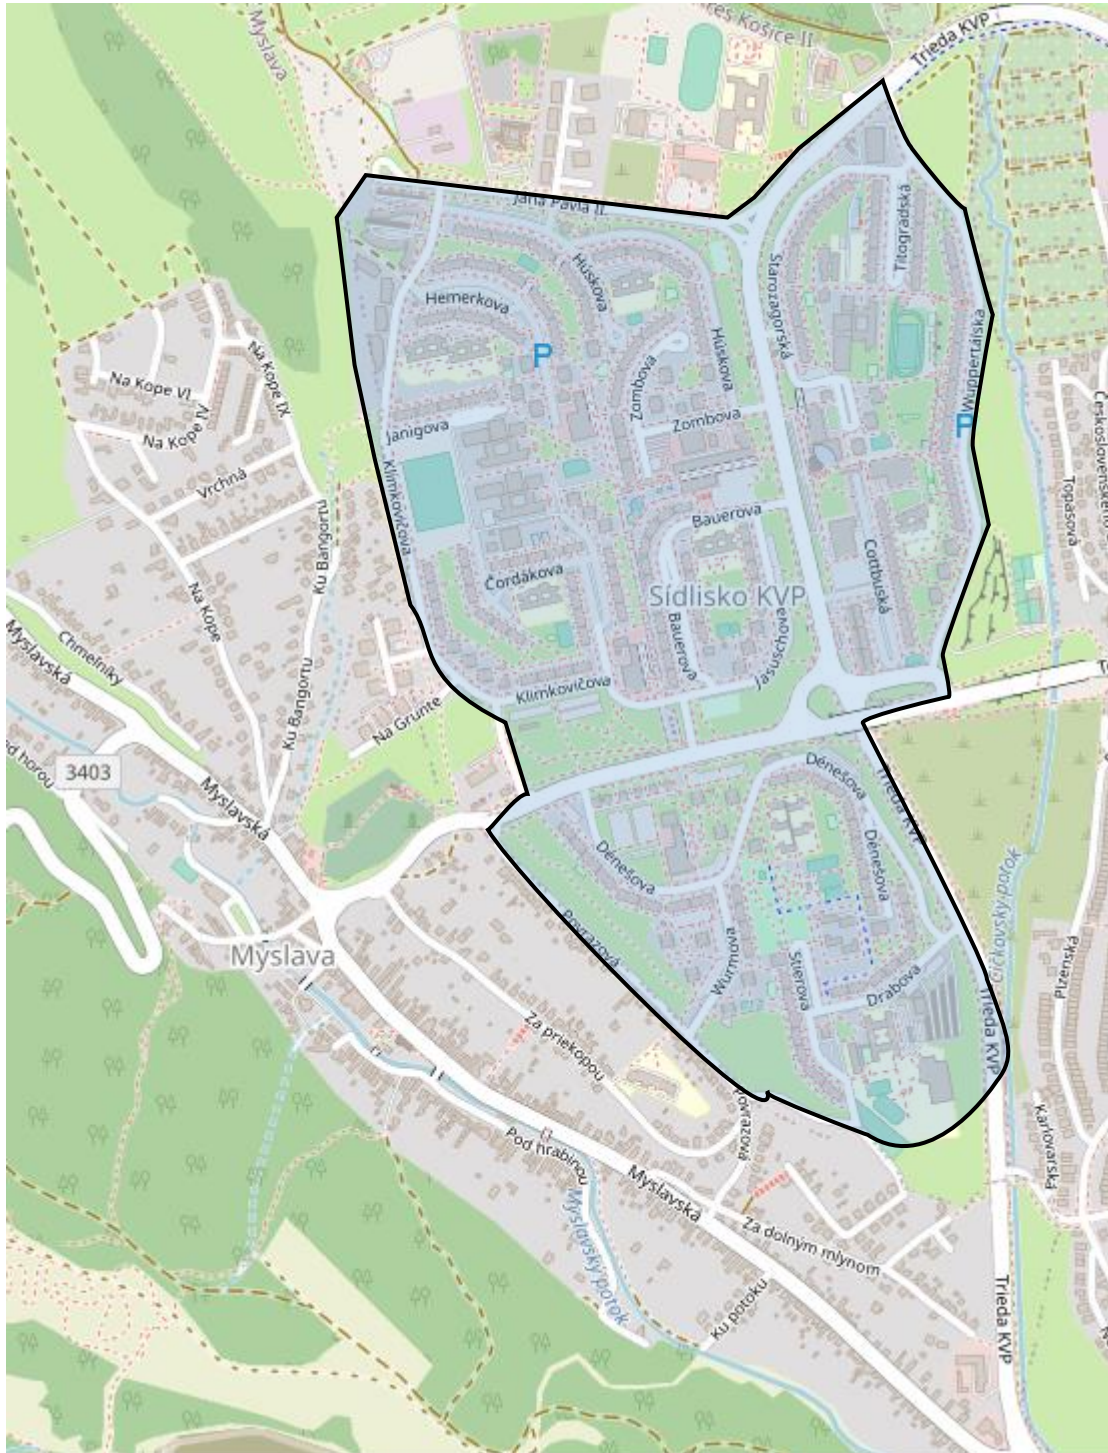 Myslava
ces Košice II
Trieda KVP
Jána Pavla II.
Titogradská
Húskova
Starozagorská
Hemerkova
P
Húskova
Wuppertálska
Na Kope IX
Zombova
Na Kope VI
Československého
Na Kope IV
Zombova
P
Janigova
Vrchná
Klimkovičova
Topásová
Bauerova
Ku Bangortu
Čordákova
Cottbuská
Na Kope
Sídlisko KVP
Chmeľníky
Myslavská
Bauerova
Jasuschova
Klimkovičova
Ku Bangortu
Na Grunte
3403
Dénešova
Trieda KVP
Myslavská
Dénešova
Dénešova
Povrazová
Čičkovský potok
Myslava
Wurmova
Stierova
Drabova
Plzenská
Trieda KVP
Za priekopou
Povrazová
Karlovarská
Pod hrabinou
Myslavská
Myslavský potok
Za dolným mlynom
Ku potoku
Trieda KVP